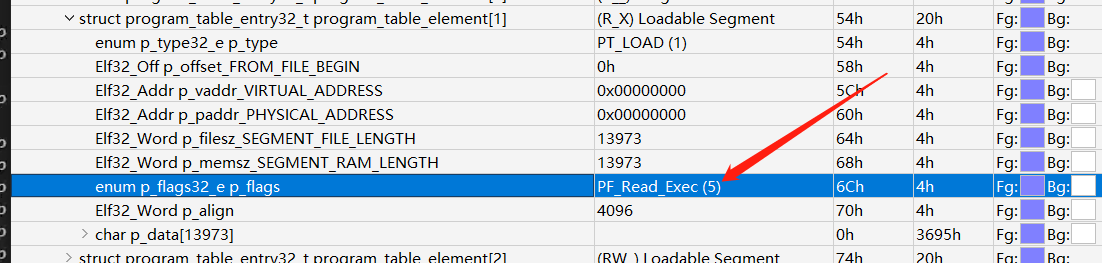 struct program_table_entry32_t program_table_element[1] (R_X) Loadable Segment 54h 20h Fg: Bg:
enum p_type32_e p_type PT_LOAD (1) 54h 4h Fg: Bg:
Elf32_Off p_offset_FROM_FILE_BEGIN 0h 58h 4h Fg: Bg:
Elf32_Addr p_vaddr_VIRTUAL_ADDRESS 0x00000000 5Ch 4h Fg: Bg:
Elf32_Addr p_paddr_PHYSICAL_ADDRESS 0x00000000 60h 4h Fg: Bg:
Elf32_Word p_filesz_SEGMENT_FILE_LENGTH 13973 64h 4h Fg: Bg:
Elf32_Word p_memsz_SEGMENT_RAM_LENGTH 13973 68h 4h Fg: Bg:
enum p_flags32_e p_flags PF_Read_Exec (5) 6Ch 4h Fg: Bg:
Elf32_Word p_align 4096 70h 4h Fg: Bg:
char p_data[13973] 0h 3695h Fg: Bg:
struct program_table_entry32_t program_table_element[2] (RW_) Loadable Segment 74h 20h Fg: Bg: